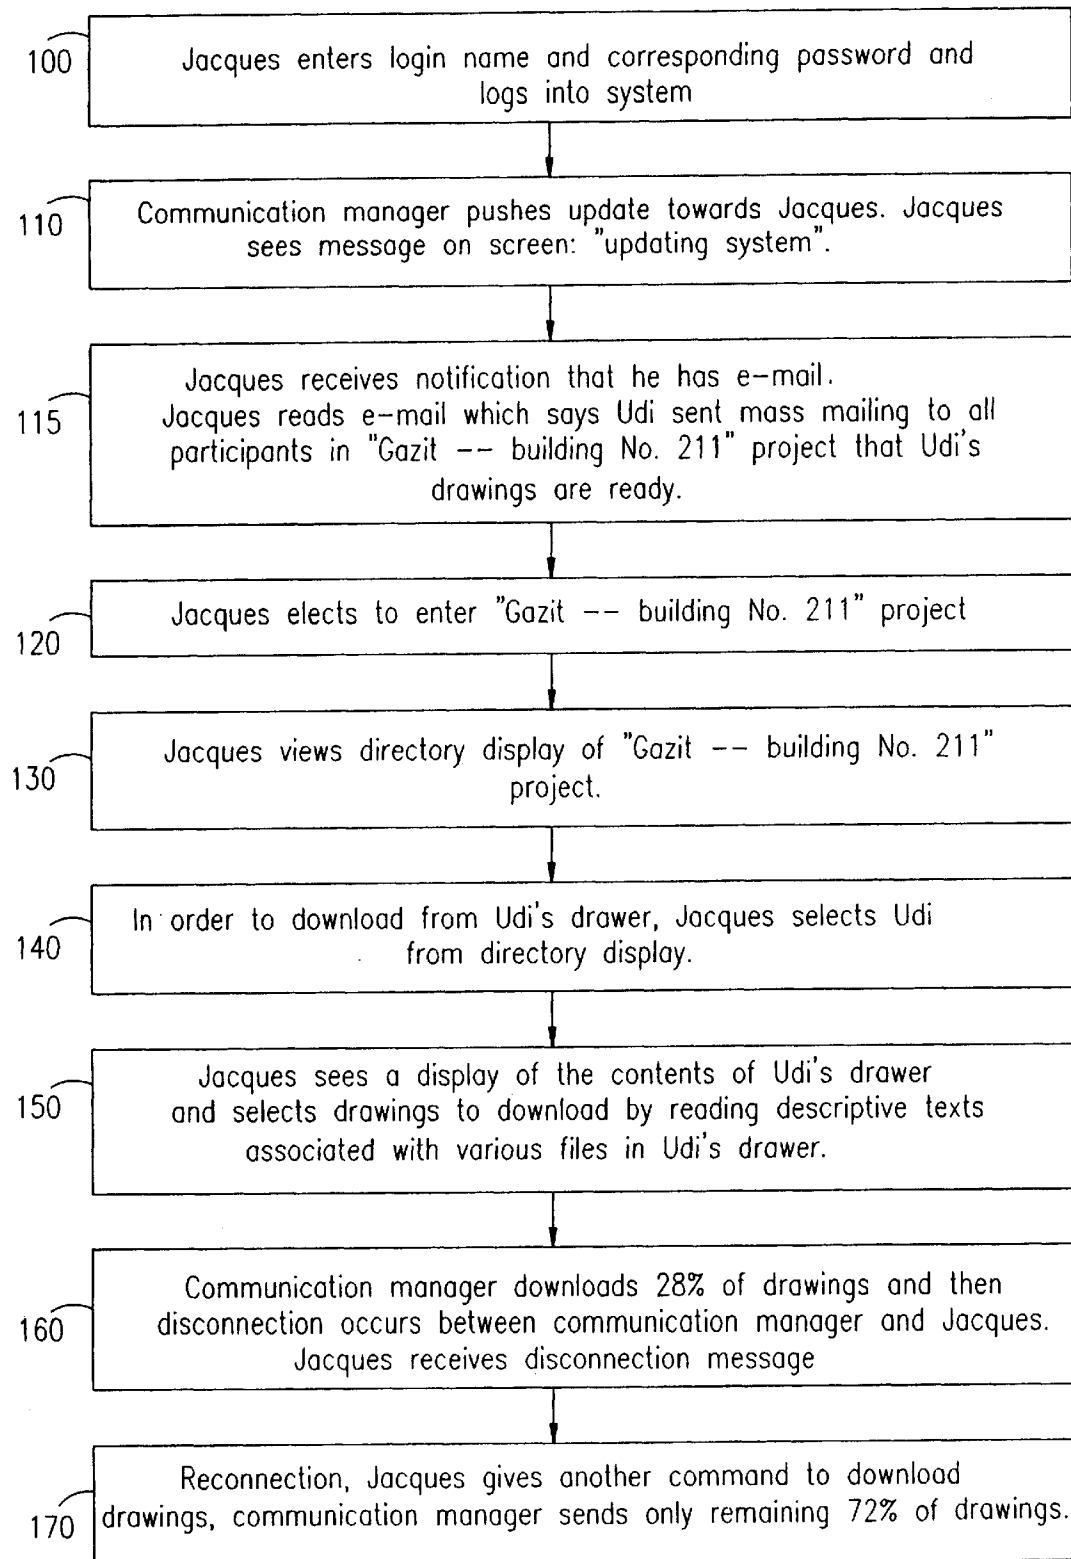 100
Jacques enters login name and corresponding password and
logs into system
110
Communication manager pushes update towards Jacques. Jacques
sees message on screen: "updating system".
115
Jacques receives notification that he has e-mail.
Jacques reads e-mail which says Udi sent mass mailing to all
participants in "Gazit -- building No. 211" project that Udi's
drawings are ready.
120
Jacques elects to enter "Gazit -- building No. 211" project
130
Jacques views directory display of "Gazit -- building No. 211"
project.
140
In order to download from Udi's drawer, Jacques selects Udi
from directory display.
150
Jacques sees a display of the contents of Udi's drawer
and selects drawings to download by reading descriptive texts
associated with various files in Udi's drawer.
160
Communication manager downloads 28% of drawings and then
disconnection occurs between communication manager and Jacques.
Jacques receives disconnection message
170
Reconnection, Jacques gives another command to download
drawings, communication manager sends only remaining 72% of drawings.